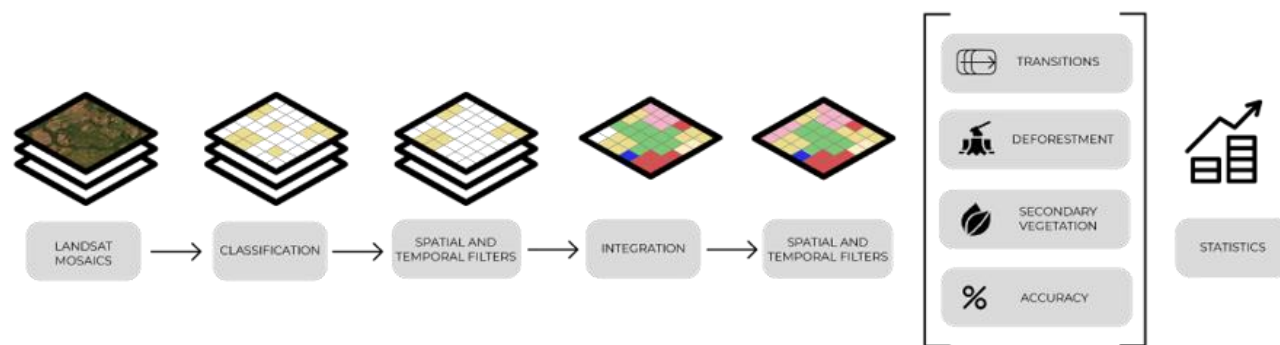 LANDSAT
MOSAICS
CLASSIFICATION
SPATIAL AND
TEMPORAL FILTERS
INTEGRATION
SPATIAL AND
TEMPORAL FILTERS
TRANSITIONS
DEFORESTMENT
SECONDARY
VEGETATION
%
ACCURACY
STATISTICS